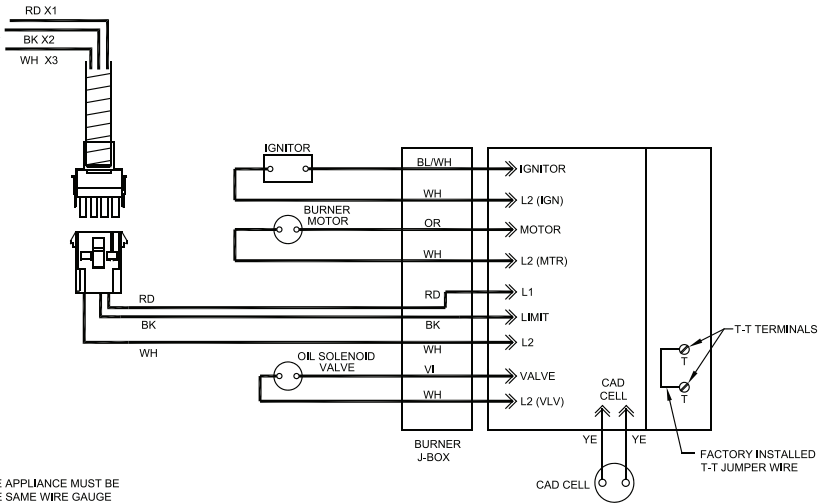 RD X1
BK X2
WH X3
IGNITOR
BL/WH
IGNITOR
WH
L2 (IGN)
BURNER
MOTOR
OR
MOTOR
WH
L2 (MTR)
RD
RD
L1
BK
BK
LIMIT
WH
WH
L2
OIL SOLENOID
VALVE
VI
VALVE
WH
L2 (VLV)
T-T TERMINALS
T
T
CAD
CELL
YE
YE
BURNER
J-BOX
CAD CELL
FACTORY INSTALLED
T-T JUMPER WIRE
E APPLIANCE MUST BE
E SAME WIRE GAUGE